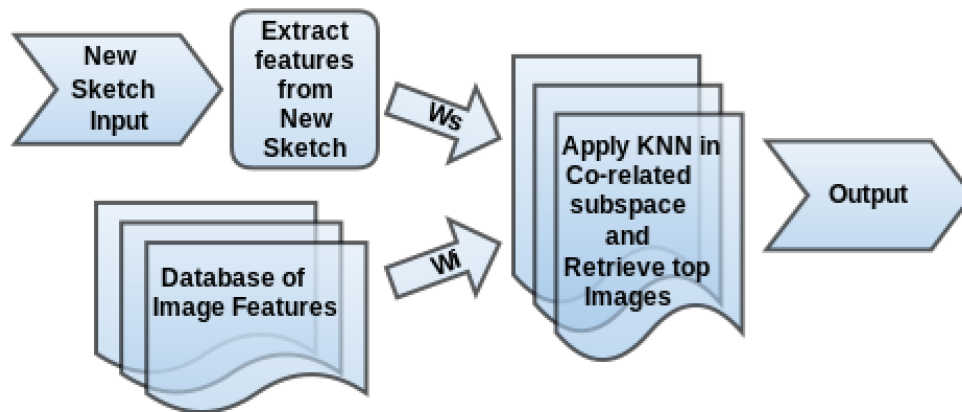 New
Sketch
Input
Extract
features
from
New
Sketch
Ws
Database of
Image Features
Wi
Apply KNN in
Co-related
subspace
and
Retrieve top
Images
Output